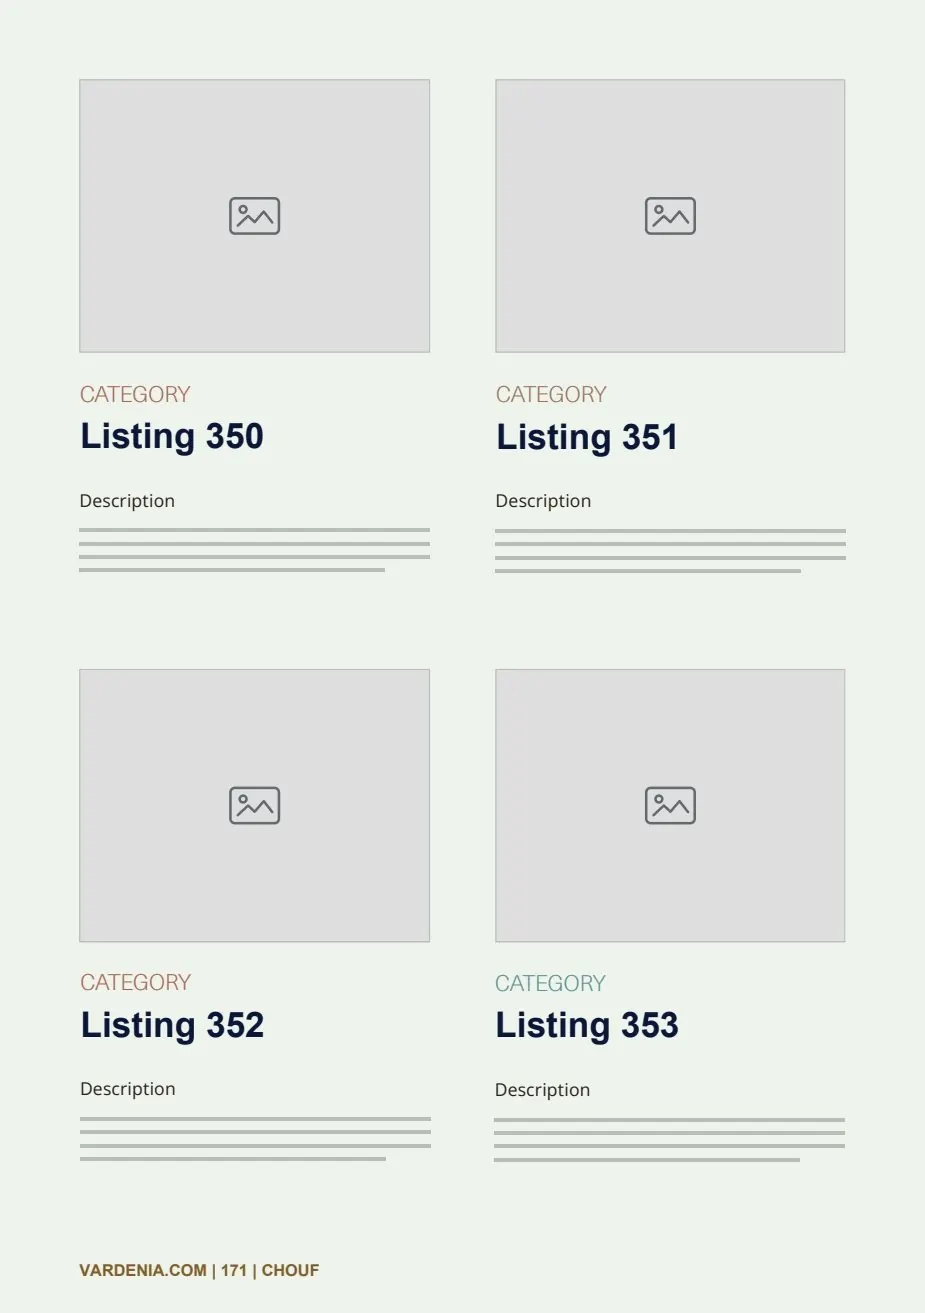 CATEGORY
Listing 350
Description
CATEGORY
Listing 351
Description
CATEGORY
Listing 352
Description
CATEGORY
Listing 353
Description
VARDENIA.COM | 171 | CHOUF